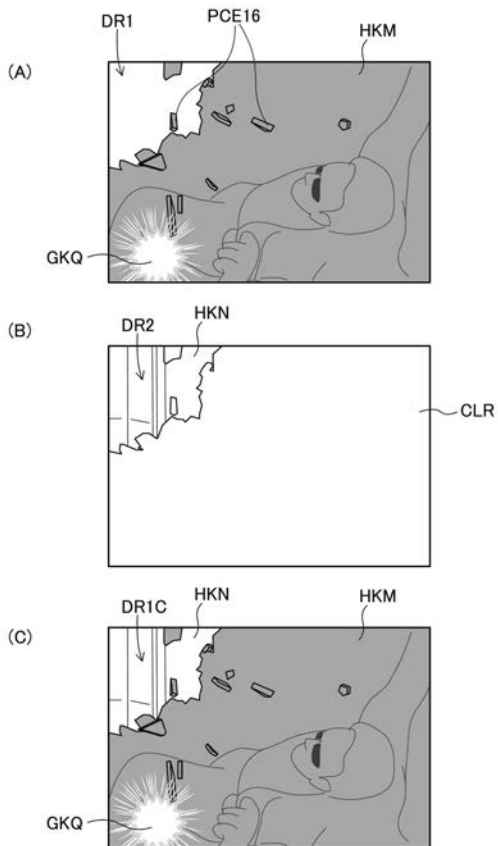 DR1 PCE16 HKM
(A)
GKQ
(B)
DR2 HKN
CLR
(C)
DR1C HKN HKM
GKQ